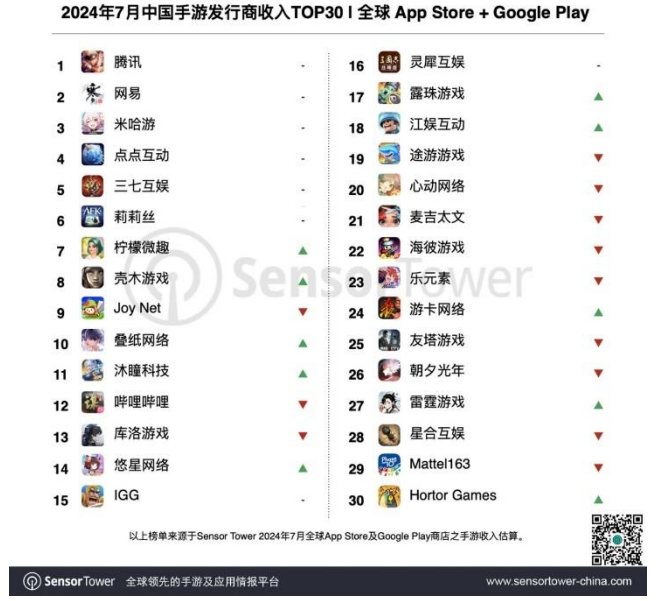 2024年7月中国手游发行商收入TOP30 | 全球 App Store + Google Play
1 腾讯 -
2 网易 -
3 米哈游 -
4 点点互动 -
5 三七互娱 -
6 莉莉丝 -
7 柠檬微趣 ▲
8 壳木游戏 ▲
9 Joy Net ▼
10 叠纸网络 ▲
11 沐瞳科技 ▲
12 哔哩哔哩 ▼
13 库洛游戏 ▼
14 悠星网络 ▲
15 IGG -
16 灵犀互娱 -
17 露珠游戏 ▲
18 江娱互动 ▲
19 途游游戏 ▼
20 心动网络 ▼
21 麦吉太文 ▼
22 海彼游戏 ▼
23 乐元素 ▼
24 游卡网络 ▲
25 友塔游戏 ▼
26 朝夕光年 ▼
27 雷霆游戏 ▲
28 星合互娱 ▼
29 Mattel163 ▼
30 Hortor Games ▲
SensorTower
以上榜单来源于Sensor Tower 2024年7月全球App Store及Google Play商店之手游收入估算。
SensorTower 全球领先的手游及应用情报平台
www.sensortower-china.com